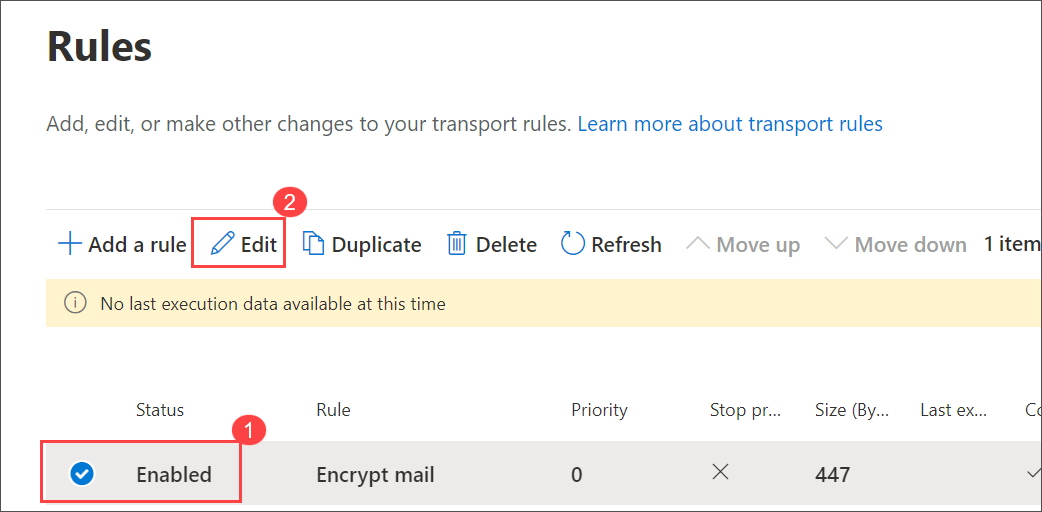 Rules
Add, edit, or make other changes to your transport rules. Learn more about transport rules
2
Add a rule Edit Duplicate Delete Refresh Move up Move down 1 item
No last execution data available at this time
Status Rule Priority Stop pr... Size (By... Last ex... Co
1
Enabled Encrypt mail 0 447